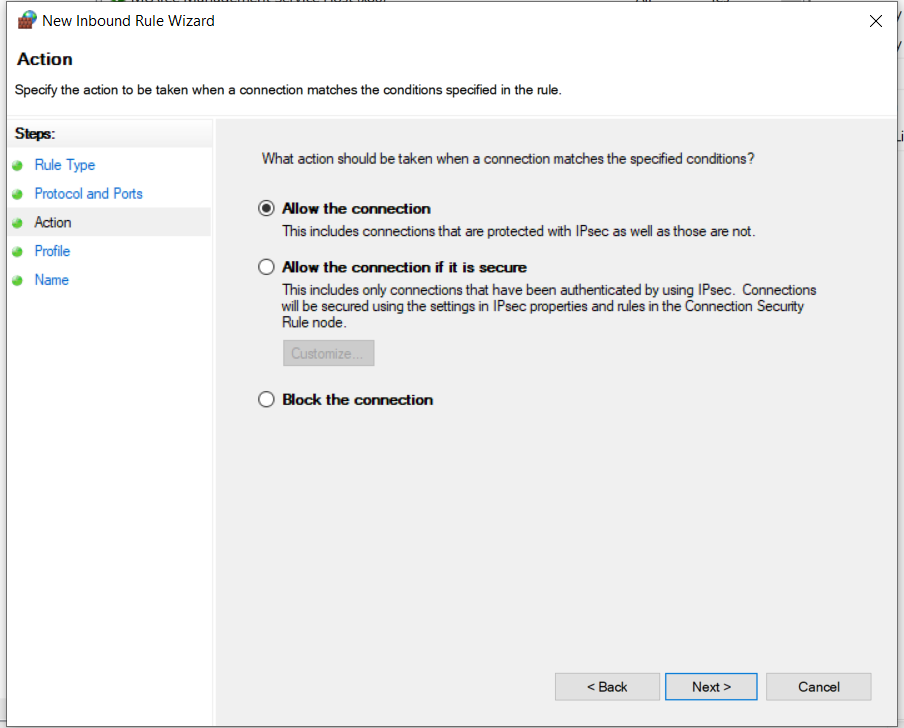 New Inbound Rule Wizard
Action
Specify the action to be taken when a connection matches the conditions specified in the rule.
Steps:
Rule Type
Protocol and Ports
Action
Profile
Name
What action should be taken when a connection matches the specified conditions?
Allow the connection
This includes connections that are protected with IPsec as well as those are not.
Allow the connection if it is secure
This includes only connections that have been authenticated by using IPsec. Connections
will be secured using the settings in IPsec properties and rules in the Connection Security
Rule node.
Customize...
Block the connection
< Back
Next >
Cancel